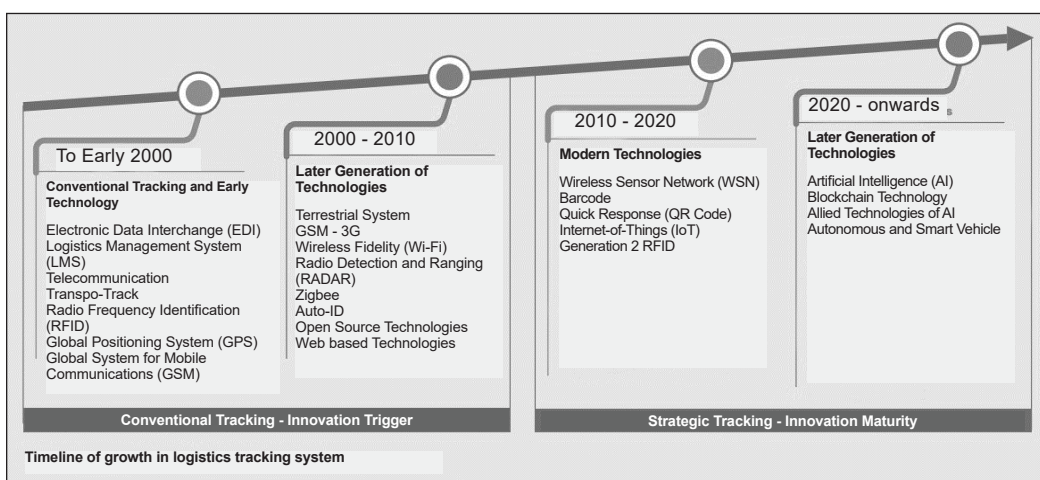 To Early 2000
Conventional Tracking and Early
Technology
Electronic Data Interchange (EDI)
Logistics Management System
(LMS)
Telecommunication
Transpo-Track
Radio Frequency Identification
(RFID)
Global Positioning System (GPS)
Global System for Mobile
Communications (GSM)
2000 - 2010
Later Generation of
Technologies
Terrestrial System
GSM - 3G
Wireless Fidelity (Wi-Fi)
Radio Detection and Ranging
(RADAR)
Zigbee
Auto-ID
Open Source Technologies
Web based Technologies
Conventional Tracking - Innovation Trigger
2010 - 2020
Modern Technologies
Wireless Sensor Network (WSN)
Barcode
Quick Response (QR Code)
Internet-of-Things (IoT)
Generation 2 RFID
2020 - onwards
Later Generation of
Technologies
Artificial Intelligence (AI)
Blockchain Technology
Allied Technologies of AI
Autonomous and Smart Vehicle
Strategic Tracking - Innovation Maturity
Timeline of growth in logistics tracking system